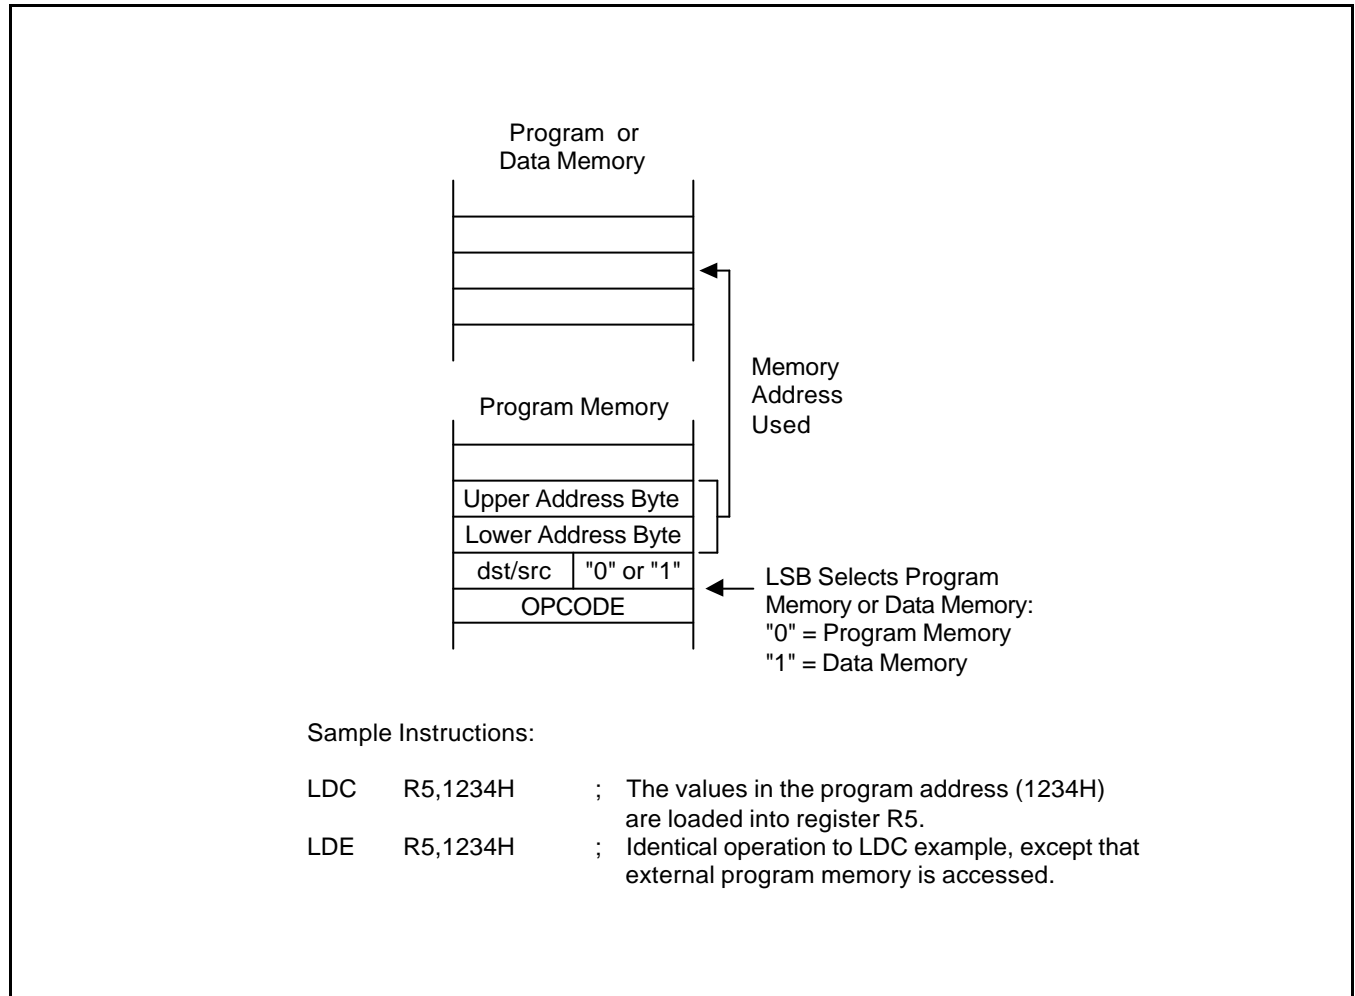 Program or
Data Memory
Memory
Address
Used
Program Memory
Upper Address Byte
Lower Address Byte
dst/src "0" or "1"
OPCODE
LSB Selects Program
Memory or Data Memory:
"0" = Program Memory
"1" = Data Memory
Sample Instructions:
LDC R5,1234H ; The values in the program address (1234H)
are loaded into register R5.
LDE R5,1234H ; Identical operation to LDC example, except that
external program memory is accessed.